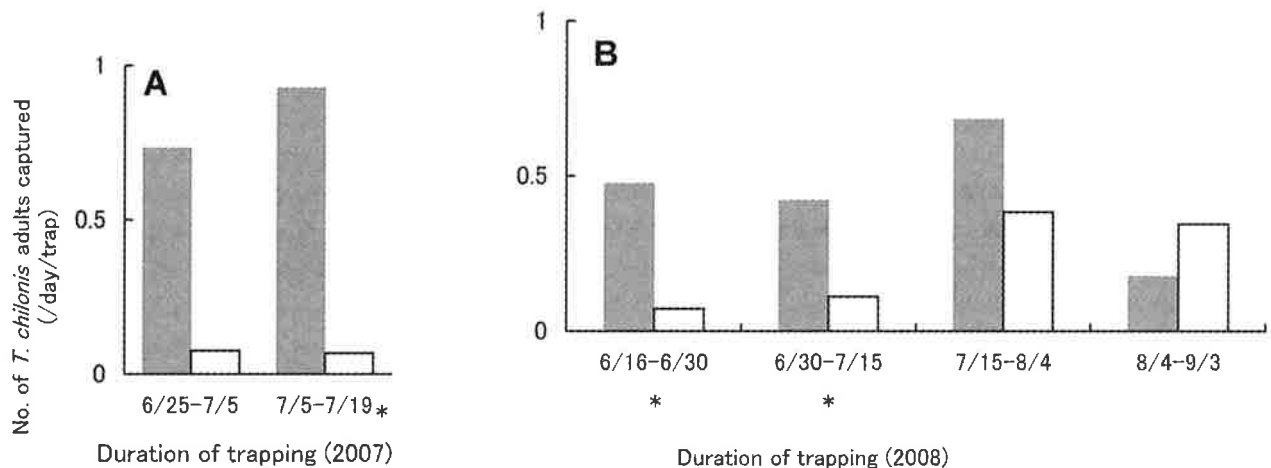 No. of T. chilonis adults captured
(/day/trap)
A
1
0.5
0
6/25-7/5 7/5-7/19*
Duration of trapping (2007)
B
1
0.5
0
6/16-6/30 6/30-7/15 7/15-8/4 8/4-9/3
* *
Duration of trapping (2008)